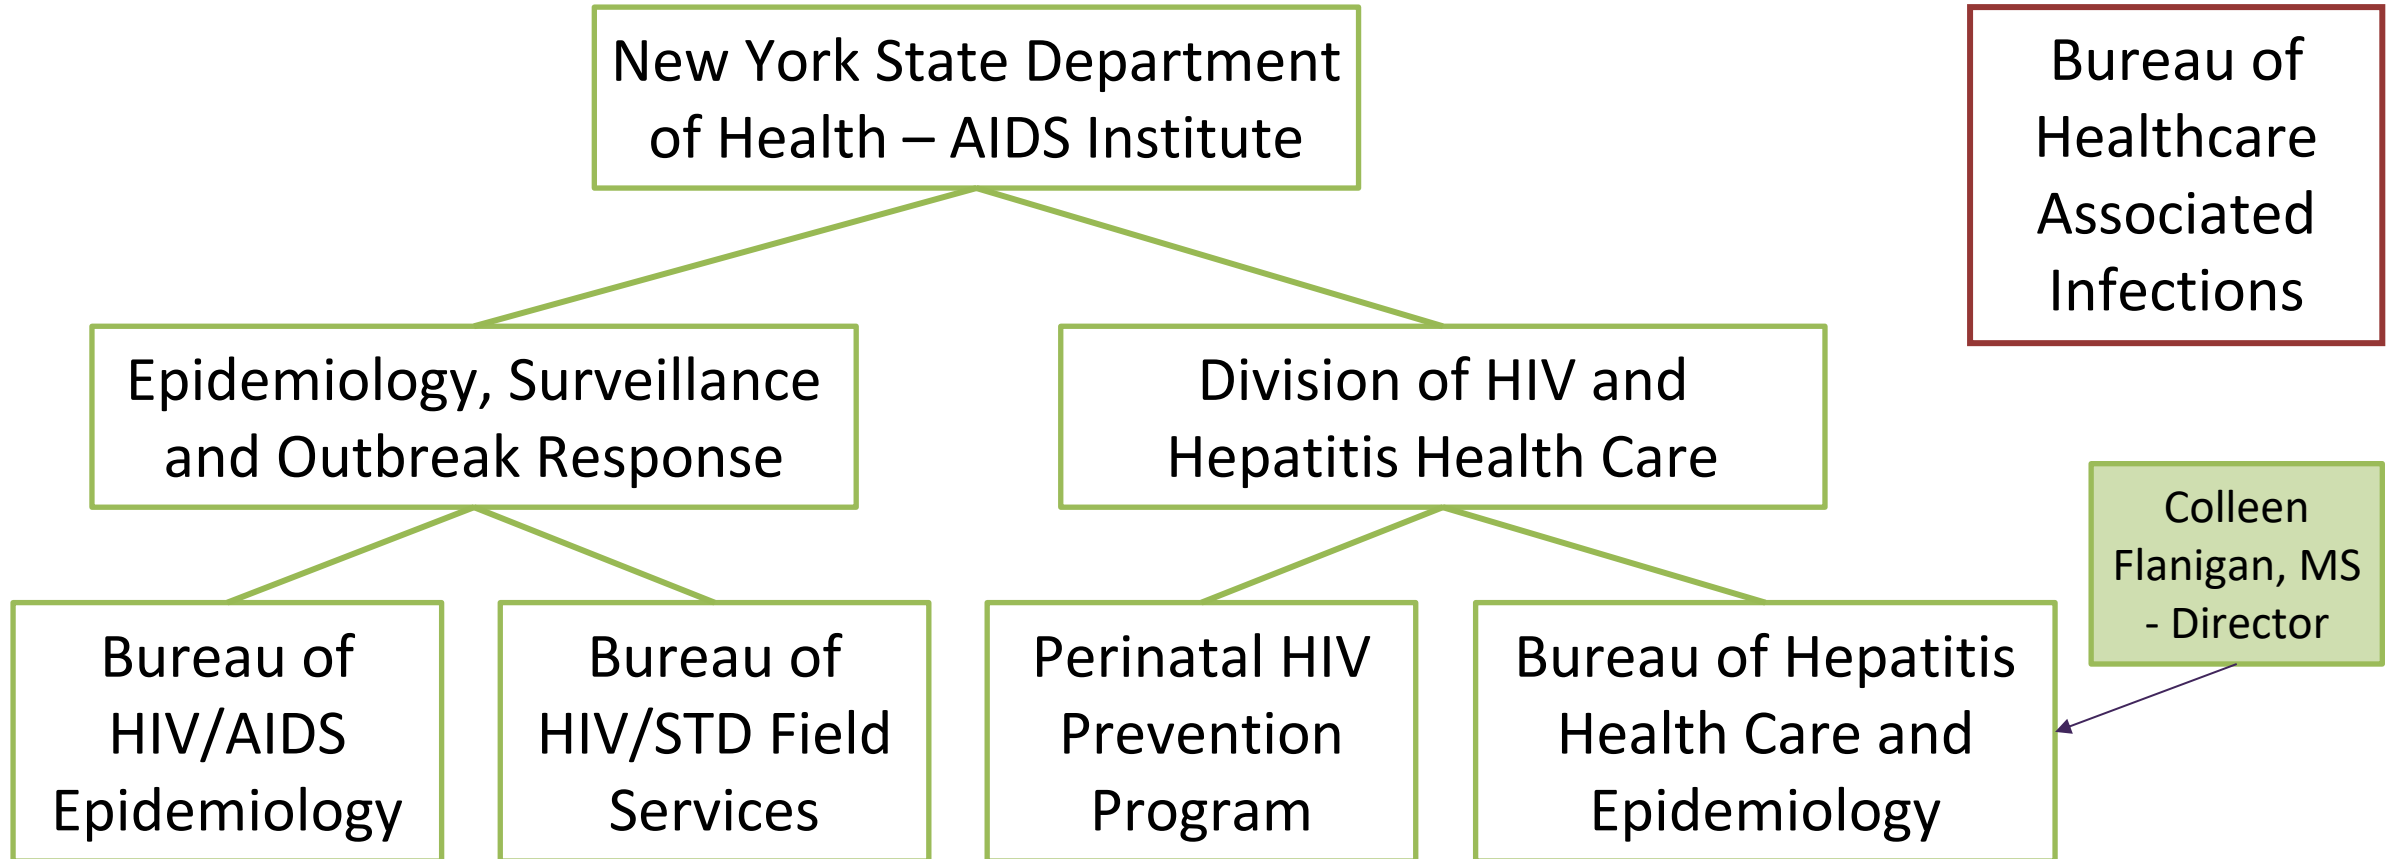 New York State Department
of Health – AIDS Institute
Bureau of
Healthcare
Associated
Infections
Epidemiology, Surveillance
and Outbreak Response
Division of HIV and
Hepatitis Health Care
Colleen
Flanigan, MS
- Director
Bureau of
HIV/AIDS
Epidemiology
Bureau of
HIV/STD Field
Services
Perinatal HIV
Prevention
Program
Bureau of Hepatitis
Health Care and
Epidemiology